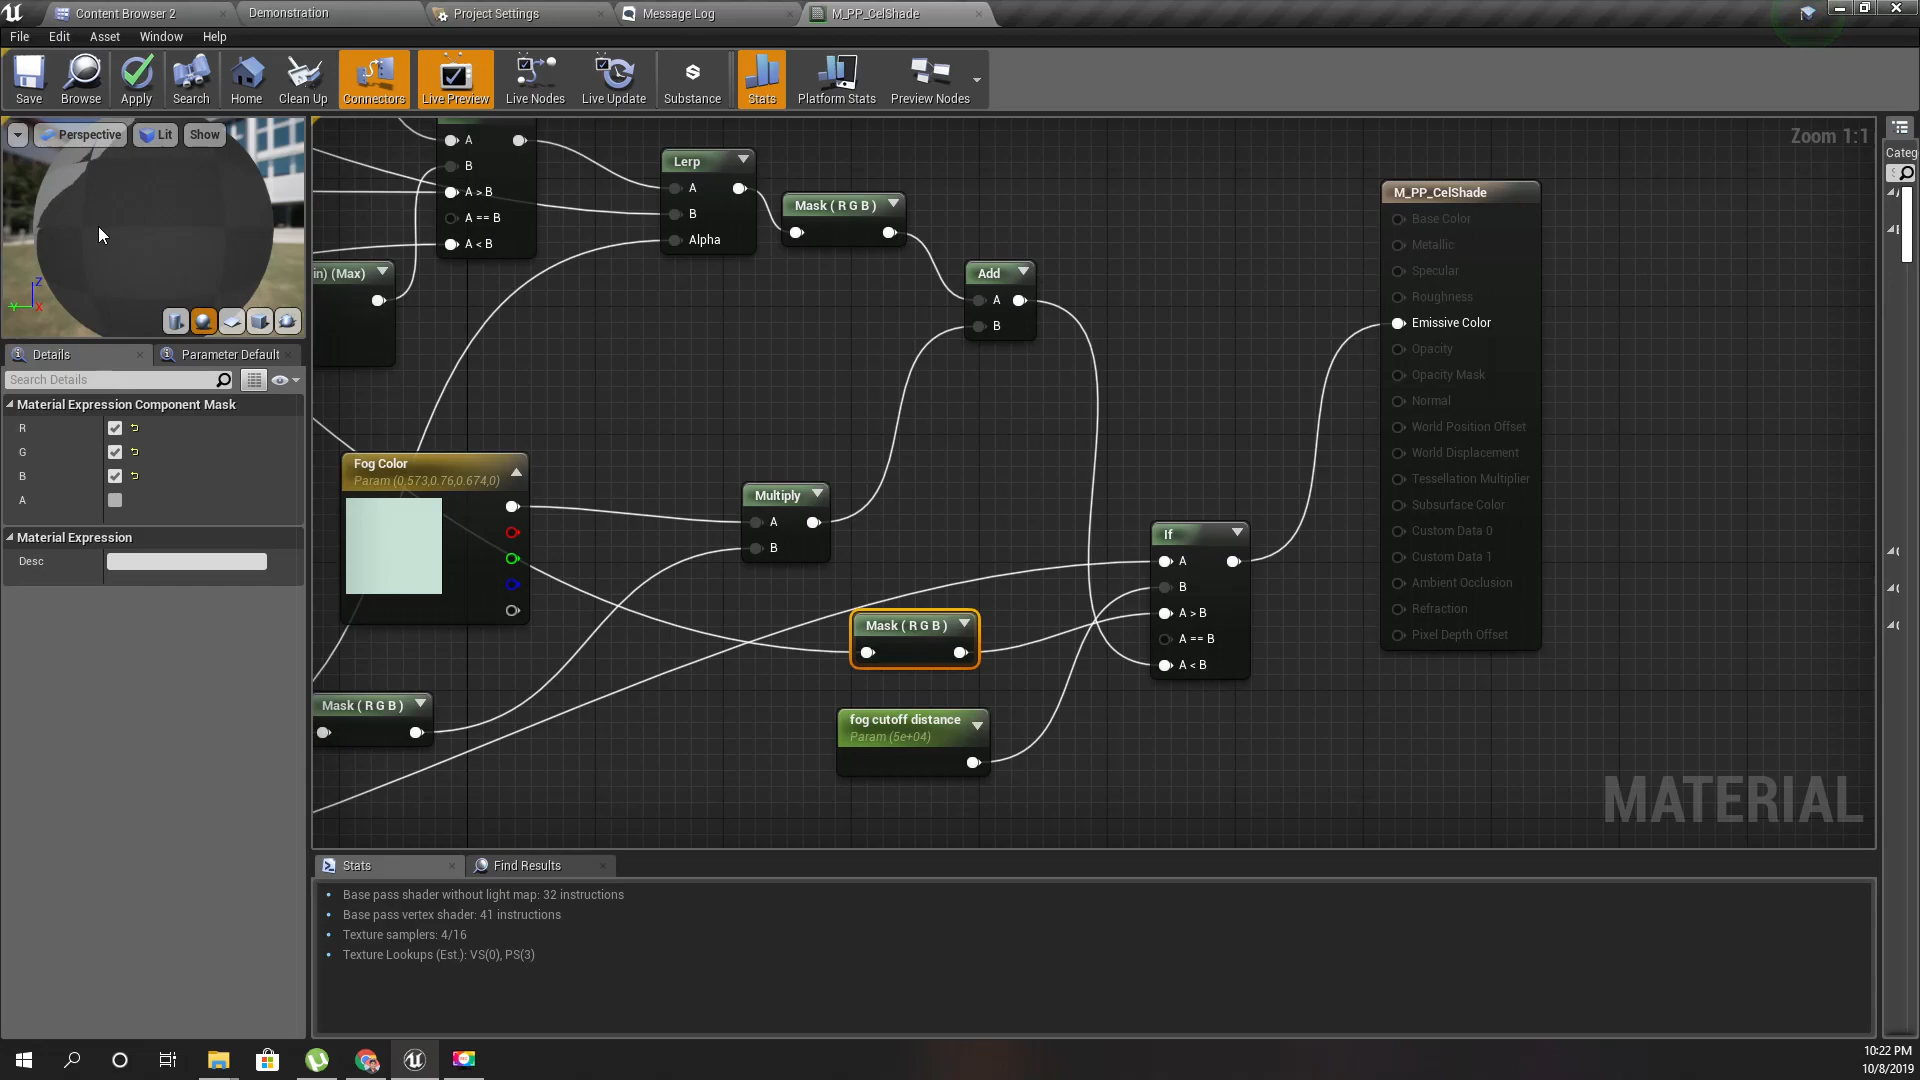 Content Browser 2
Demonstration
Project Settings
Message Log
M_PP_CelShade
File
Edit
Asset
Window
Help
Save
Browse
Apply
Search
Home
Clean Up
Connectors
Live Preview
Live Nodes
Live Update
Substance
Stats
Platform Stats
Preview Nodes
Perspective
Lit
Show
Z
Y
X
Details
Parameter Default
Search Details
Material Expression Component Mask
R
G
B
A
Material Expression
Desc
Zoom 1:1
A
B
A > B
A == B
A < B
in) (Max)
Lerp
A
B
Alpha
Mask ( R G B )
Add
A
B
M_PP_CelShade
Base Color
Metallic
Specular
Roughness
Emissive Color
Opacity
Opacity Mask
Normal
World Position Offset
World Displacement
Tessellation Multiplier
Subsurface Color
Custom Data 0
Custom Data 1
Ambient Occlusion
Refraction
Pixel Depth Offset
Fog Color
Param (0.573,0.76,0.674,0)
Multiply
A
B
If
A
B
A > B
A == B
A < B
Mask ( R G B )
Mask ( R G B )
fog cutoff distance
Param (5e+04)
MATERIAL
Categ
Stats
Find Results
Base pass shader without light map: 32 instructions
Base pass vertex shader: 41 instructions
Texture samplers: 4/16
Texture Lookups (Est.): VS(0), PS(3)
10:22 PM
10/8/2019